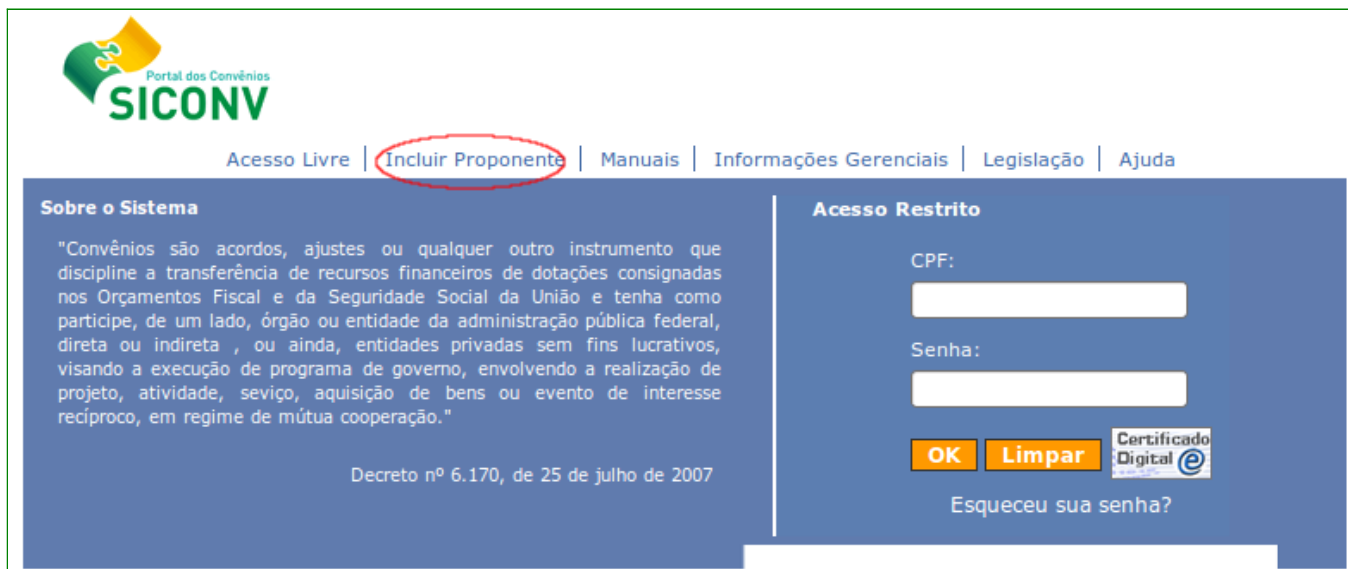 Portal dos Convênios
SICONV
Acesso Livre | Incluir Proponente | Manuais | Informações Gerenciais | Legislação | Ajuda
Sobre o Sistema
"Convênios são acordos, ajustes ou qualquer outro instrumento que
discipline a transferência de recursos financeiros de dotações consignadas
nos Orçamentos Fiscal e da Seguridade Social da União e tenha como
participe, de um lado, órgão ou entidade da administração pública federal,
direta ou indireta , ou ainda, entidades privadas sem fins lucrativos,
visando a execução de programa de governo, envolvendo a realização de
projeto, atividade, seviço, aquisição de bens ou evento de interesse
recíproco, em regime de mútua cooperação."
Decreto nº 6.170, de 25 de julho de 2007
Acesso Restrito
CPF:
Senha:
OK Limpar Certificado
Digital e
Esqueceu sua senha?